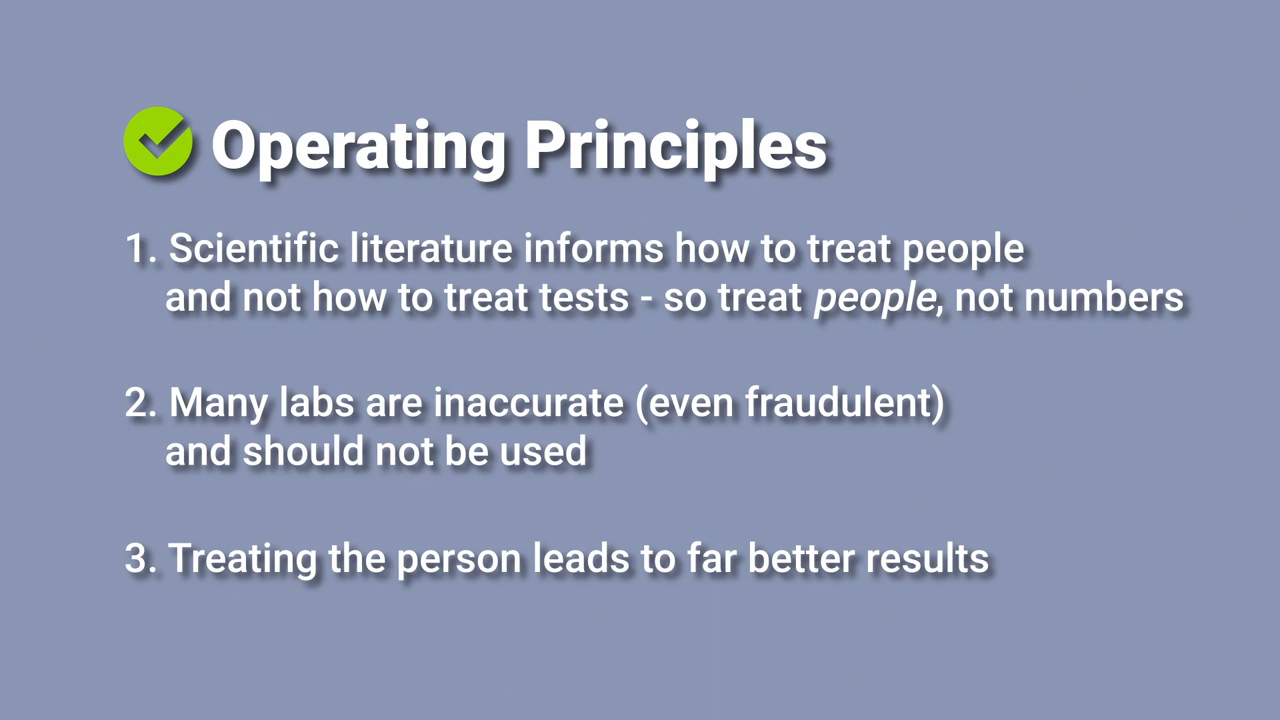 Operating Principles
1. Scientific literature informs how to treat people
and not how to treat tests - so treat people, not numbers
2. Many labs are inaccurate (even fraudulent)
and should not be used
3. Treating the person leads to far better results